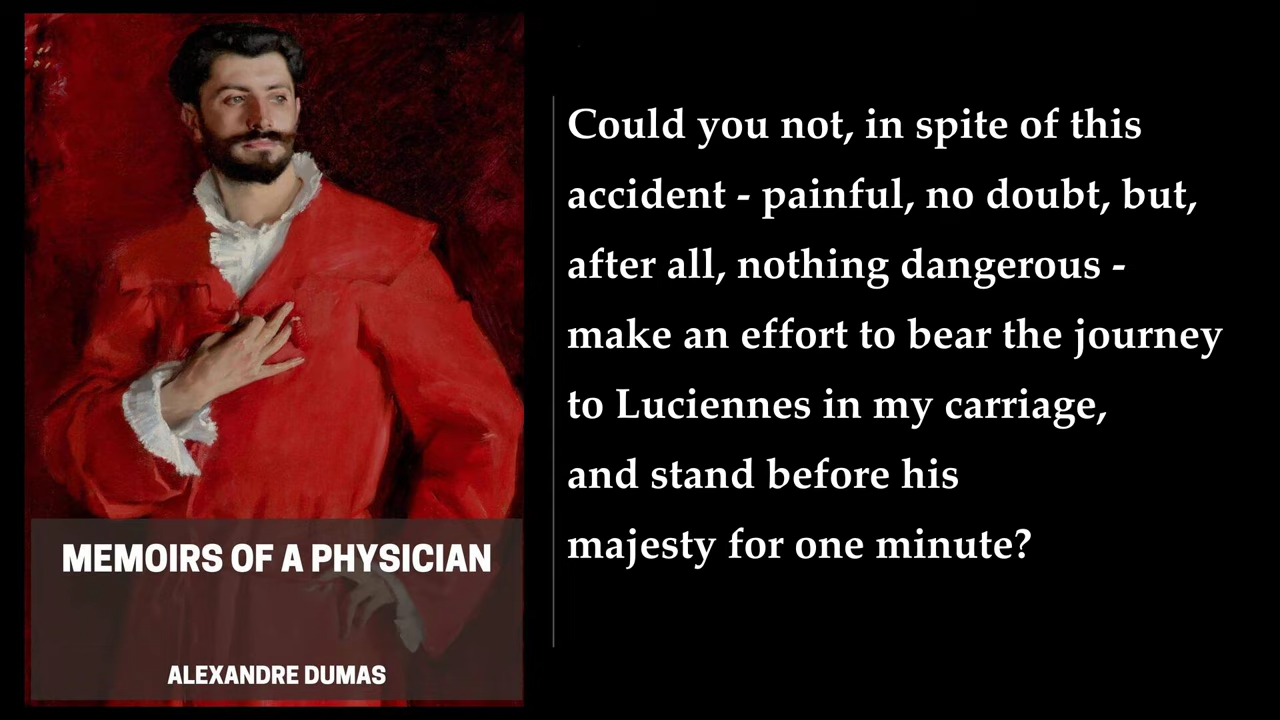 MEMOIRS OF A PHYSICIAN
ALEXANDRE DUMAS
Could you not, in spite of this
accident - painful, no doubt, but,
after all, nothing dangerous -
make an effort to bear the journey
to Luciennes in my carriage,
and stand before his
majesty for one minute?